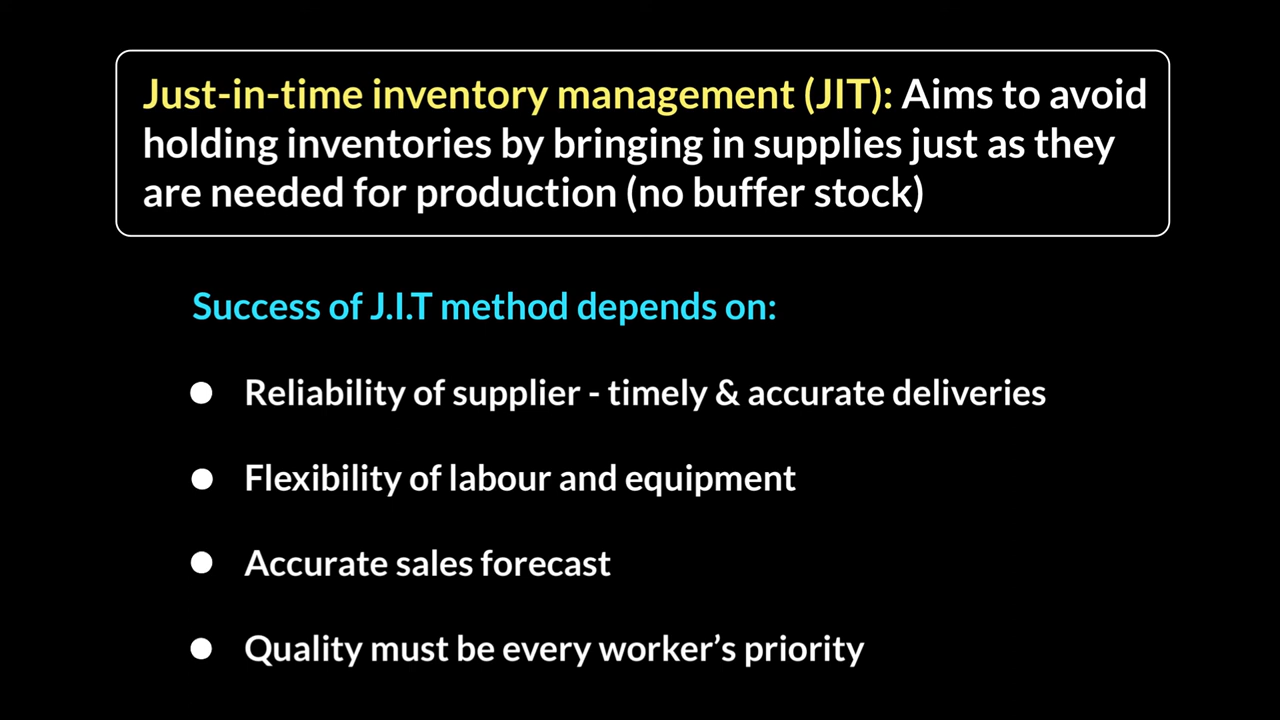 Just-in-time inventory management (JIT): Aims to avoid
holding inventories by bringing in supplies just as they
are needed for production (no buffer stock)
Success of J.I.T method depends on:
● Reliability of supplier - timely & accurate deliveries
● Flexibility of labour and equipment
● Accurate sales forecast
● Quality must be every worker’s priority